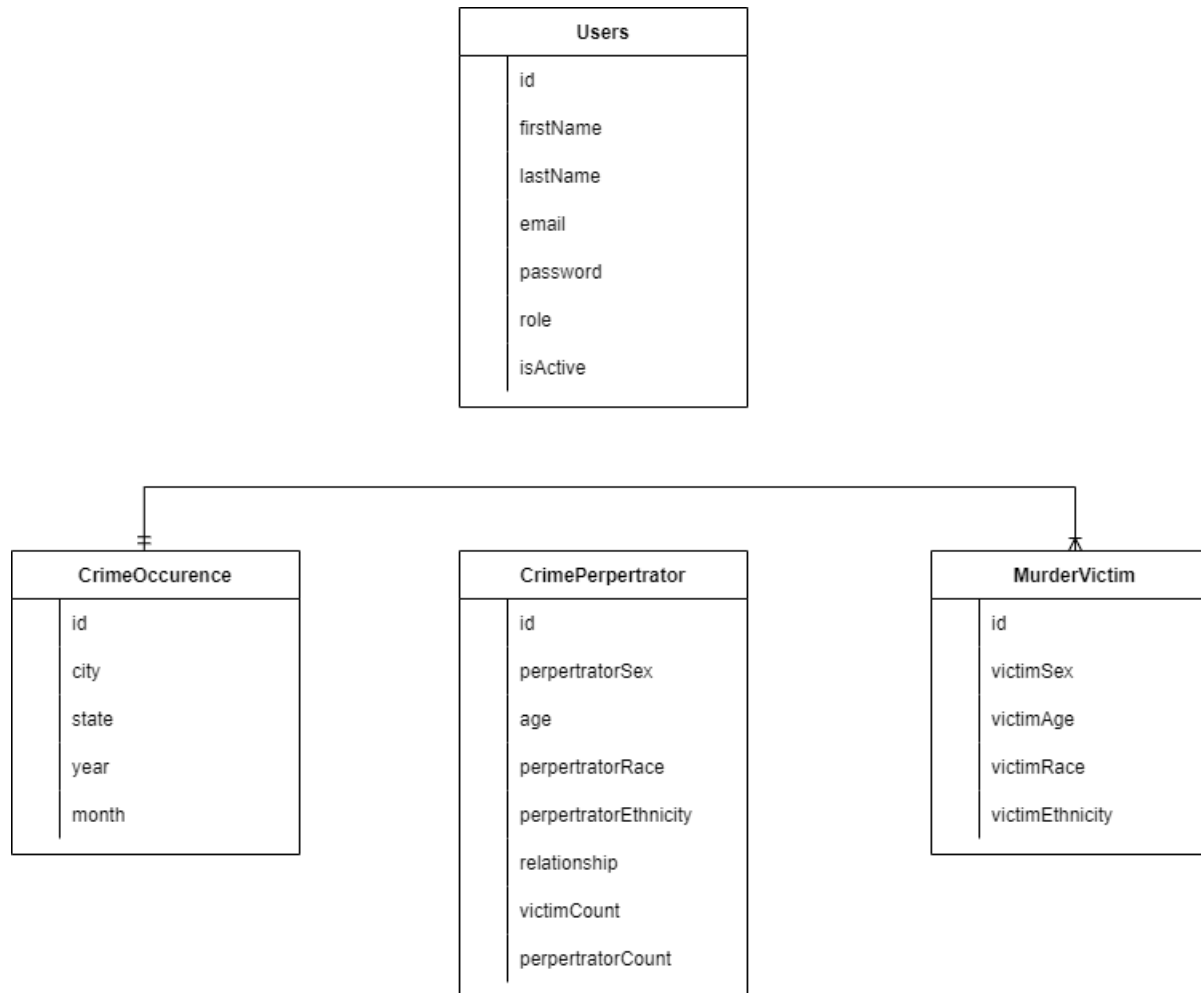 Users
id
firstName
lastName
email
password
role
isActive
CrimeOccurence
id
city
state
year
month
CrimePerpertrator
id
perpertratorSex
age
perpertratorRace
perpertratorEthnicity
relationship
victimCount
perpertratorCount
MurderVictim
id
victimSex
victimAge
victimRace
victimEthnicity